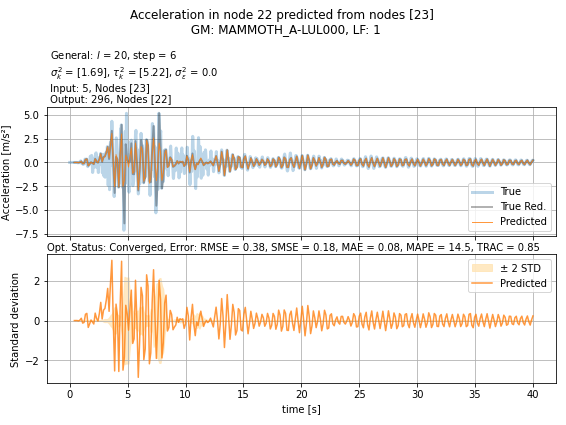 Acceleration in node 22 predicted from nodes [23]
GM: MAMMOTH_A-LUL000, LF: 1
General: l = 20, step = 6
σ²ₖ = [1.69], τ²ₖ = [5.22], σ²ε = 0.0
Input: 5, Nodes [23]
Output: 296, Nodes [22]
Acceleration [m/s²]
5.0
2.5
0.0
−2.5
−5.0
−7.5
True
True Red.
Predicted
Opt. Status: Converged, Error: RMSE = 0.38, SMSE = 0.18, MAE = 0.08, MAPE = 14.5, TRAC = 0.85
Standard deviation
2
0
−2
± 2 STD
Predicted
0 5 10 15 20 25 30 35 40
time [s]